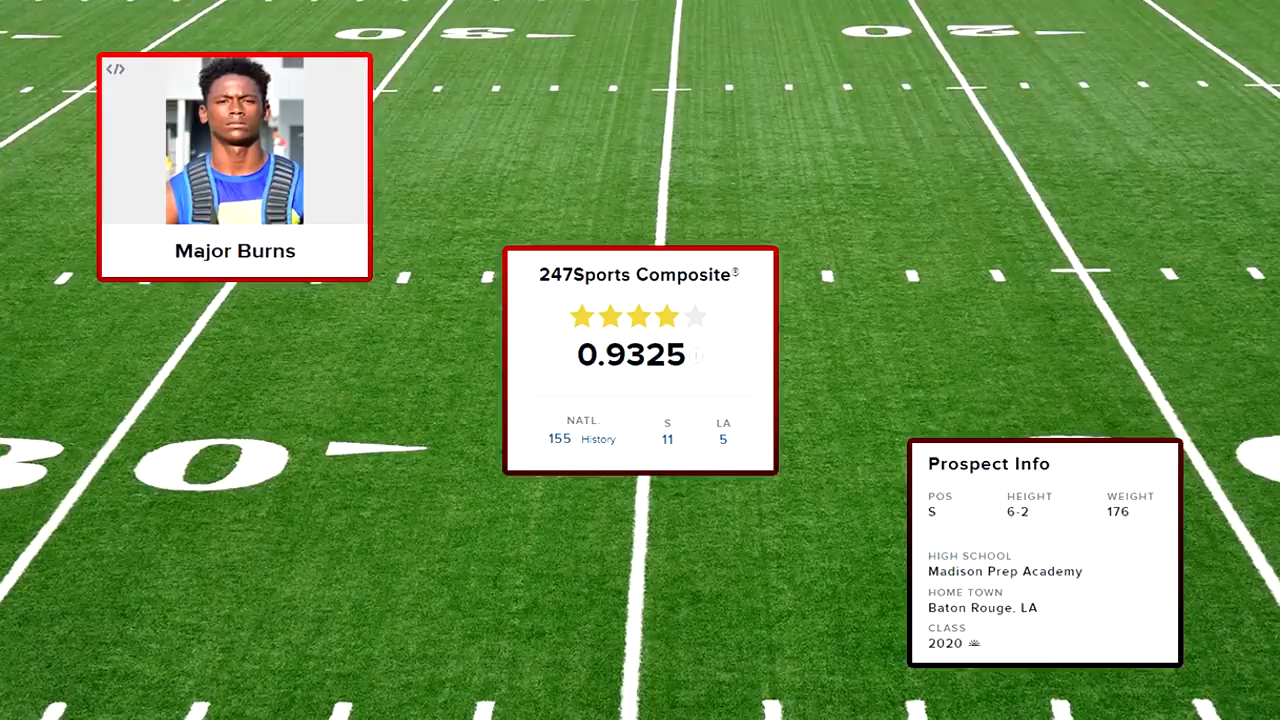 </>
Major Burns
247Sports Composite®
0.9325
NATL. S LA
155 History 11 5
Prospect Info
POS HEIGHT WEIGHT
S 6-2 176
HIGH SCHOOL
Madison Prep Academy
HOME TOWN
Baton Rouge, LA
CLASS
2020